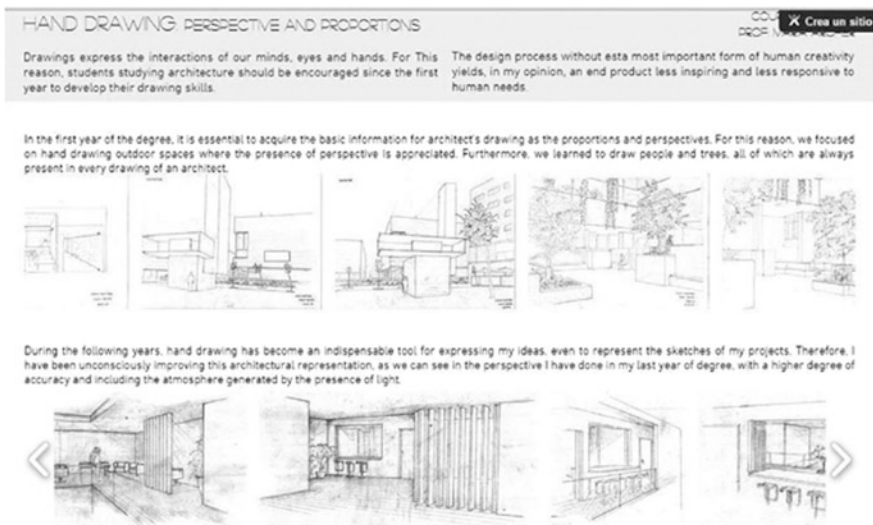 HAND DRAWING. PERSPECTIVE AND PROPORTIONS
Crea un sitio
Drawings express the interactions of our minds, eyes and hands. For This
reason, students studying architecture should be encouraged since the first
year to develop their drawing skills.
The design process without esta most important form of human creativity
yields, in my opinion, an end product less inspiring and less responsive to
human needs.
In the first year of the degree, it is essential to acquire the basic information for architect's drawing as the proportions and perspectives. For this reason, we focused
on hand drawing outdoor spaces where the presence of perspective is appreciated. Furthermore, we learned to draw people and trees, all of which are always
present in every drawing of an architect.
During the following years, hand drawing has become an indispensable tool for expressing my ideas, even to represent the sketches of my projects. Therefore, I
have been unconsciously improving this architectural representation, as we can see in the perspective I have done in my last year of degree, with a higher degree of
accuracy and including the atmosphere generated by the presence of light.